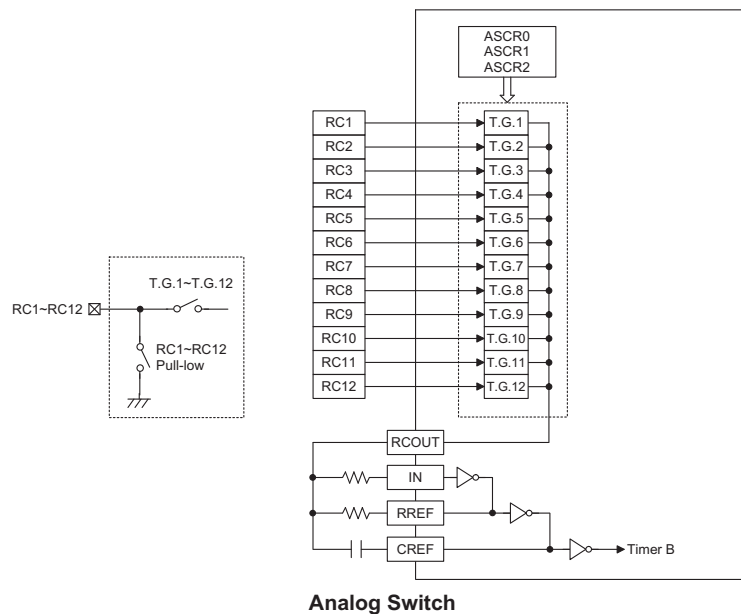 ASCR0
ASCR1
ASCR2
RC1 T.G.1
RC2 T.G.2
RC3 T.G.3
RC4 T.G.4
RC5 T.G.5
RC6 T.G.6
RC7 T.G.7
RC8 T.G.8
RC9 T.G.9
RC10 T.G.10
RC11 T.G.11
RC12 T.G.12
T.G.1~T.G.12
RC1~RC12
RC1~RC12
Pull-low
RCOUT
IN
RREF
CREF
Timer B
Analog Switch